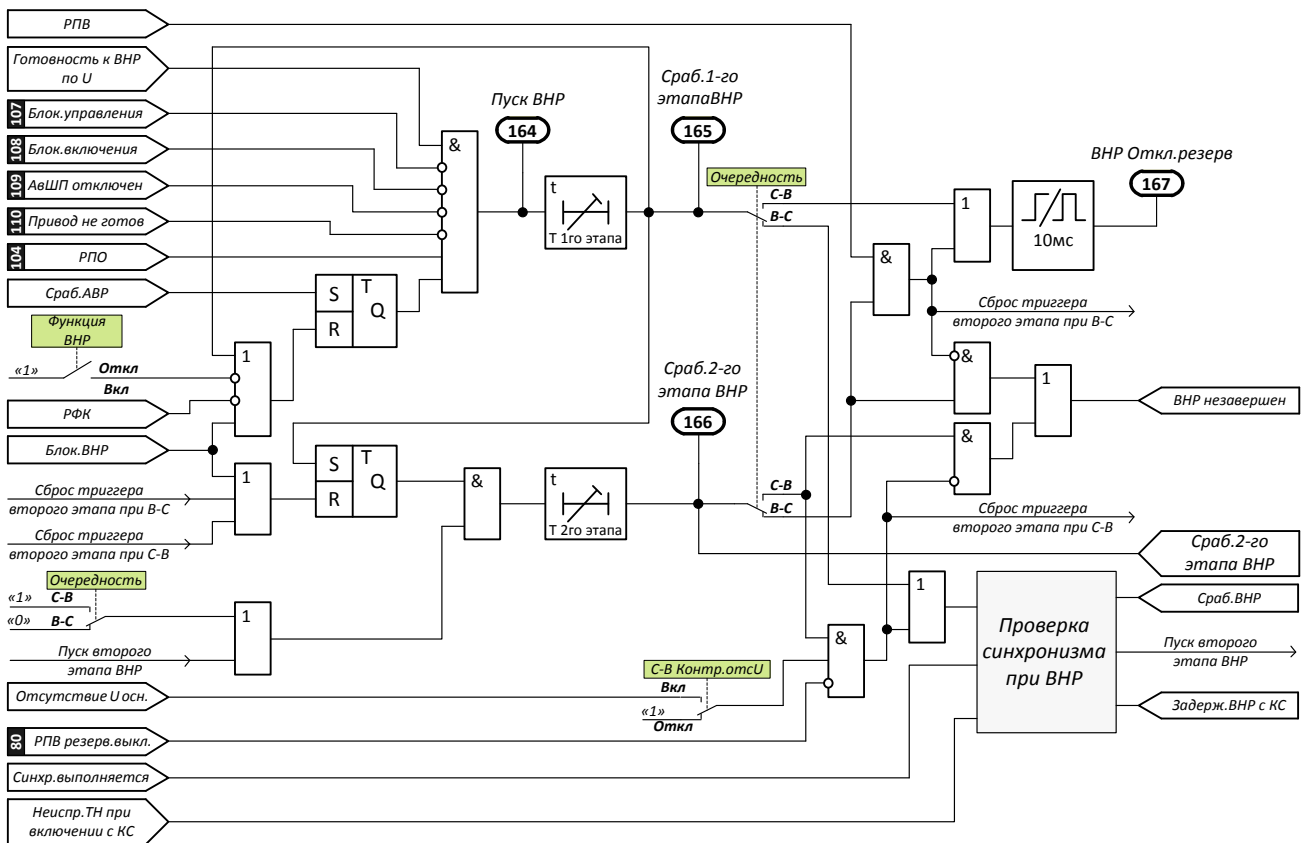 РПВ
Готовность к ВНР
по U
107 Блок.управления
108 Блок.включения
109 АвШП отключен
110 Привод не готов
104 РПО
Сраб.АВР
Функция
ВНР
«1»
Откл
Вкл
РФК
Блок.ВНР
Сброс триггера
второго этапа при В-С
Сброс триггера
второго этапа при С-В
Очередность
«1» С-В
«0» В-С
Пуск второго
этапа ВНР
Отсутствие U осн.
80 РПВ резерв.выкл.
Синхр.выполняется
Неиспр.ТН при
включении с КС
&
S T
R Q
1
1
S T
R Q
1
&
Пуск ВНР
164
t
T 1го этапа
t
T 2го этапа
Сраб.1-го
этапаВНР
165
Сраб.2-го
этапа ВНР
166
Очередность
С-В
В-С
С-В
В-С
С-В Контр.отсU
Вкл
«1»
Откл
&
&
1
10мс
ВНР Откл.резерв
167
Сброс триггера
второго этапа при В-С
&
1
&
ВНР незавершен
Сброс триггера
второго этапа при С-В
Сраб.2-го
этапа ВНР
1
Проверка
синхронизма
при ВНР
Сраб.ВНР
Пуск второго
этапа ВНР
Задерж.ВНР с КС